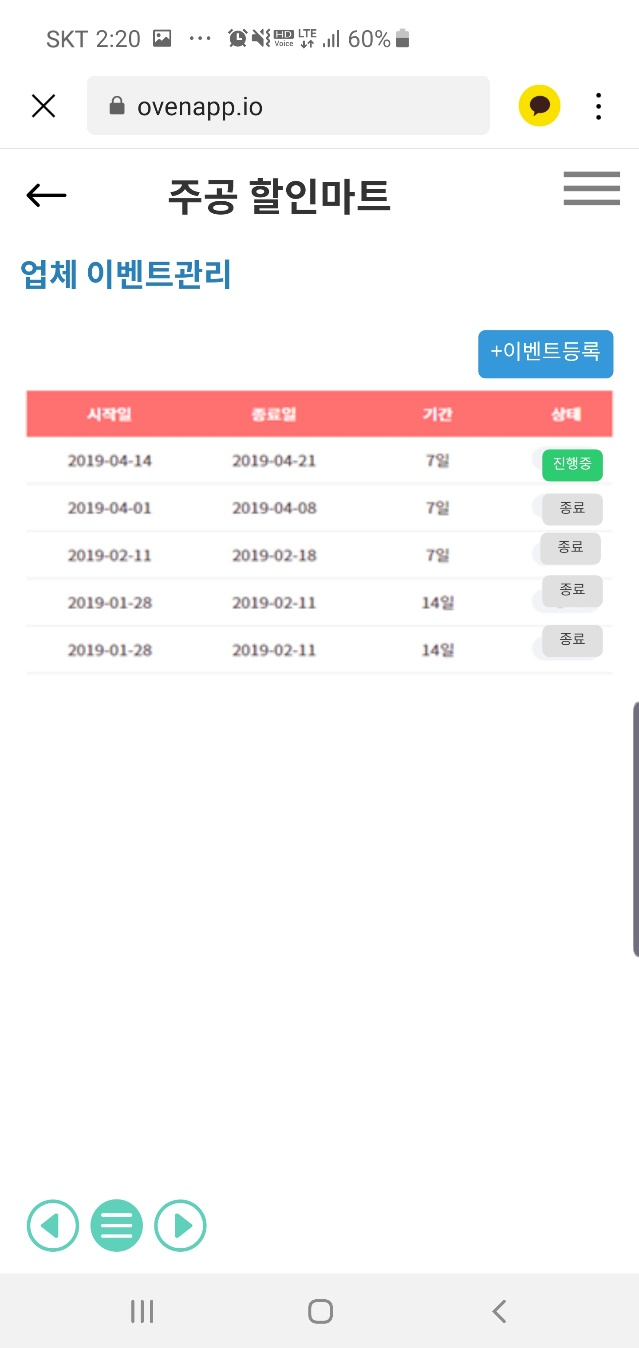 SKT 2:20 HD Voice LTE 60%
ovenapp.io
주공 할인마트
업체 이벤트관리
+이벤트등록
시작일 종료일 기간 상태
2019-04-14 2019-04-21 7일 진행중
2019-04-01 2019-04-08 7일 종료
2019-02-11 2019-02-18 7일 종료
2019-01-28 2019-02-11 14일 종료
2019-01-28 2019-02-11 14일 종료